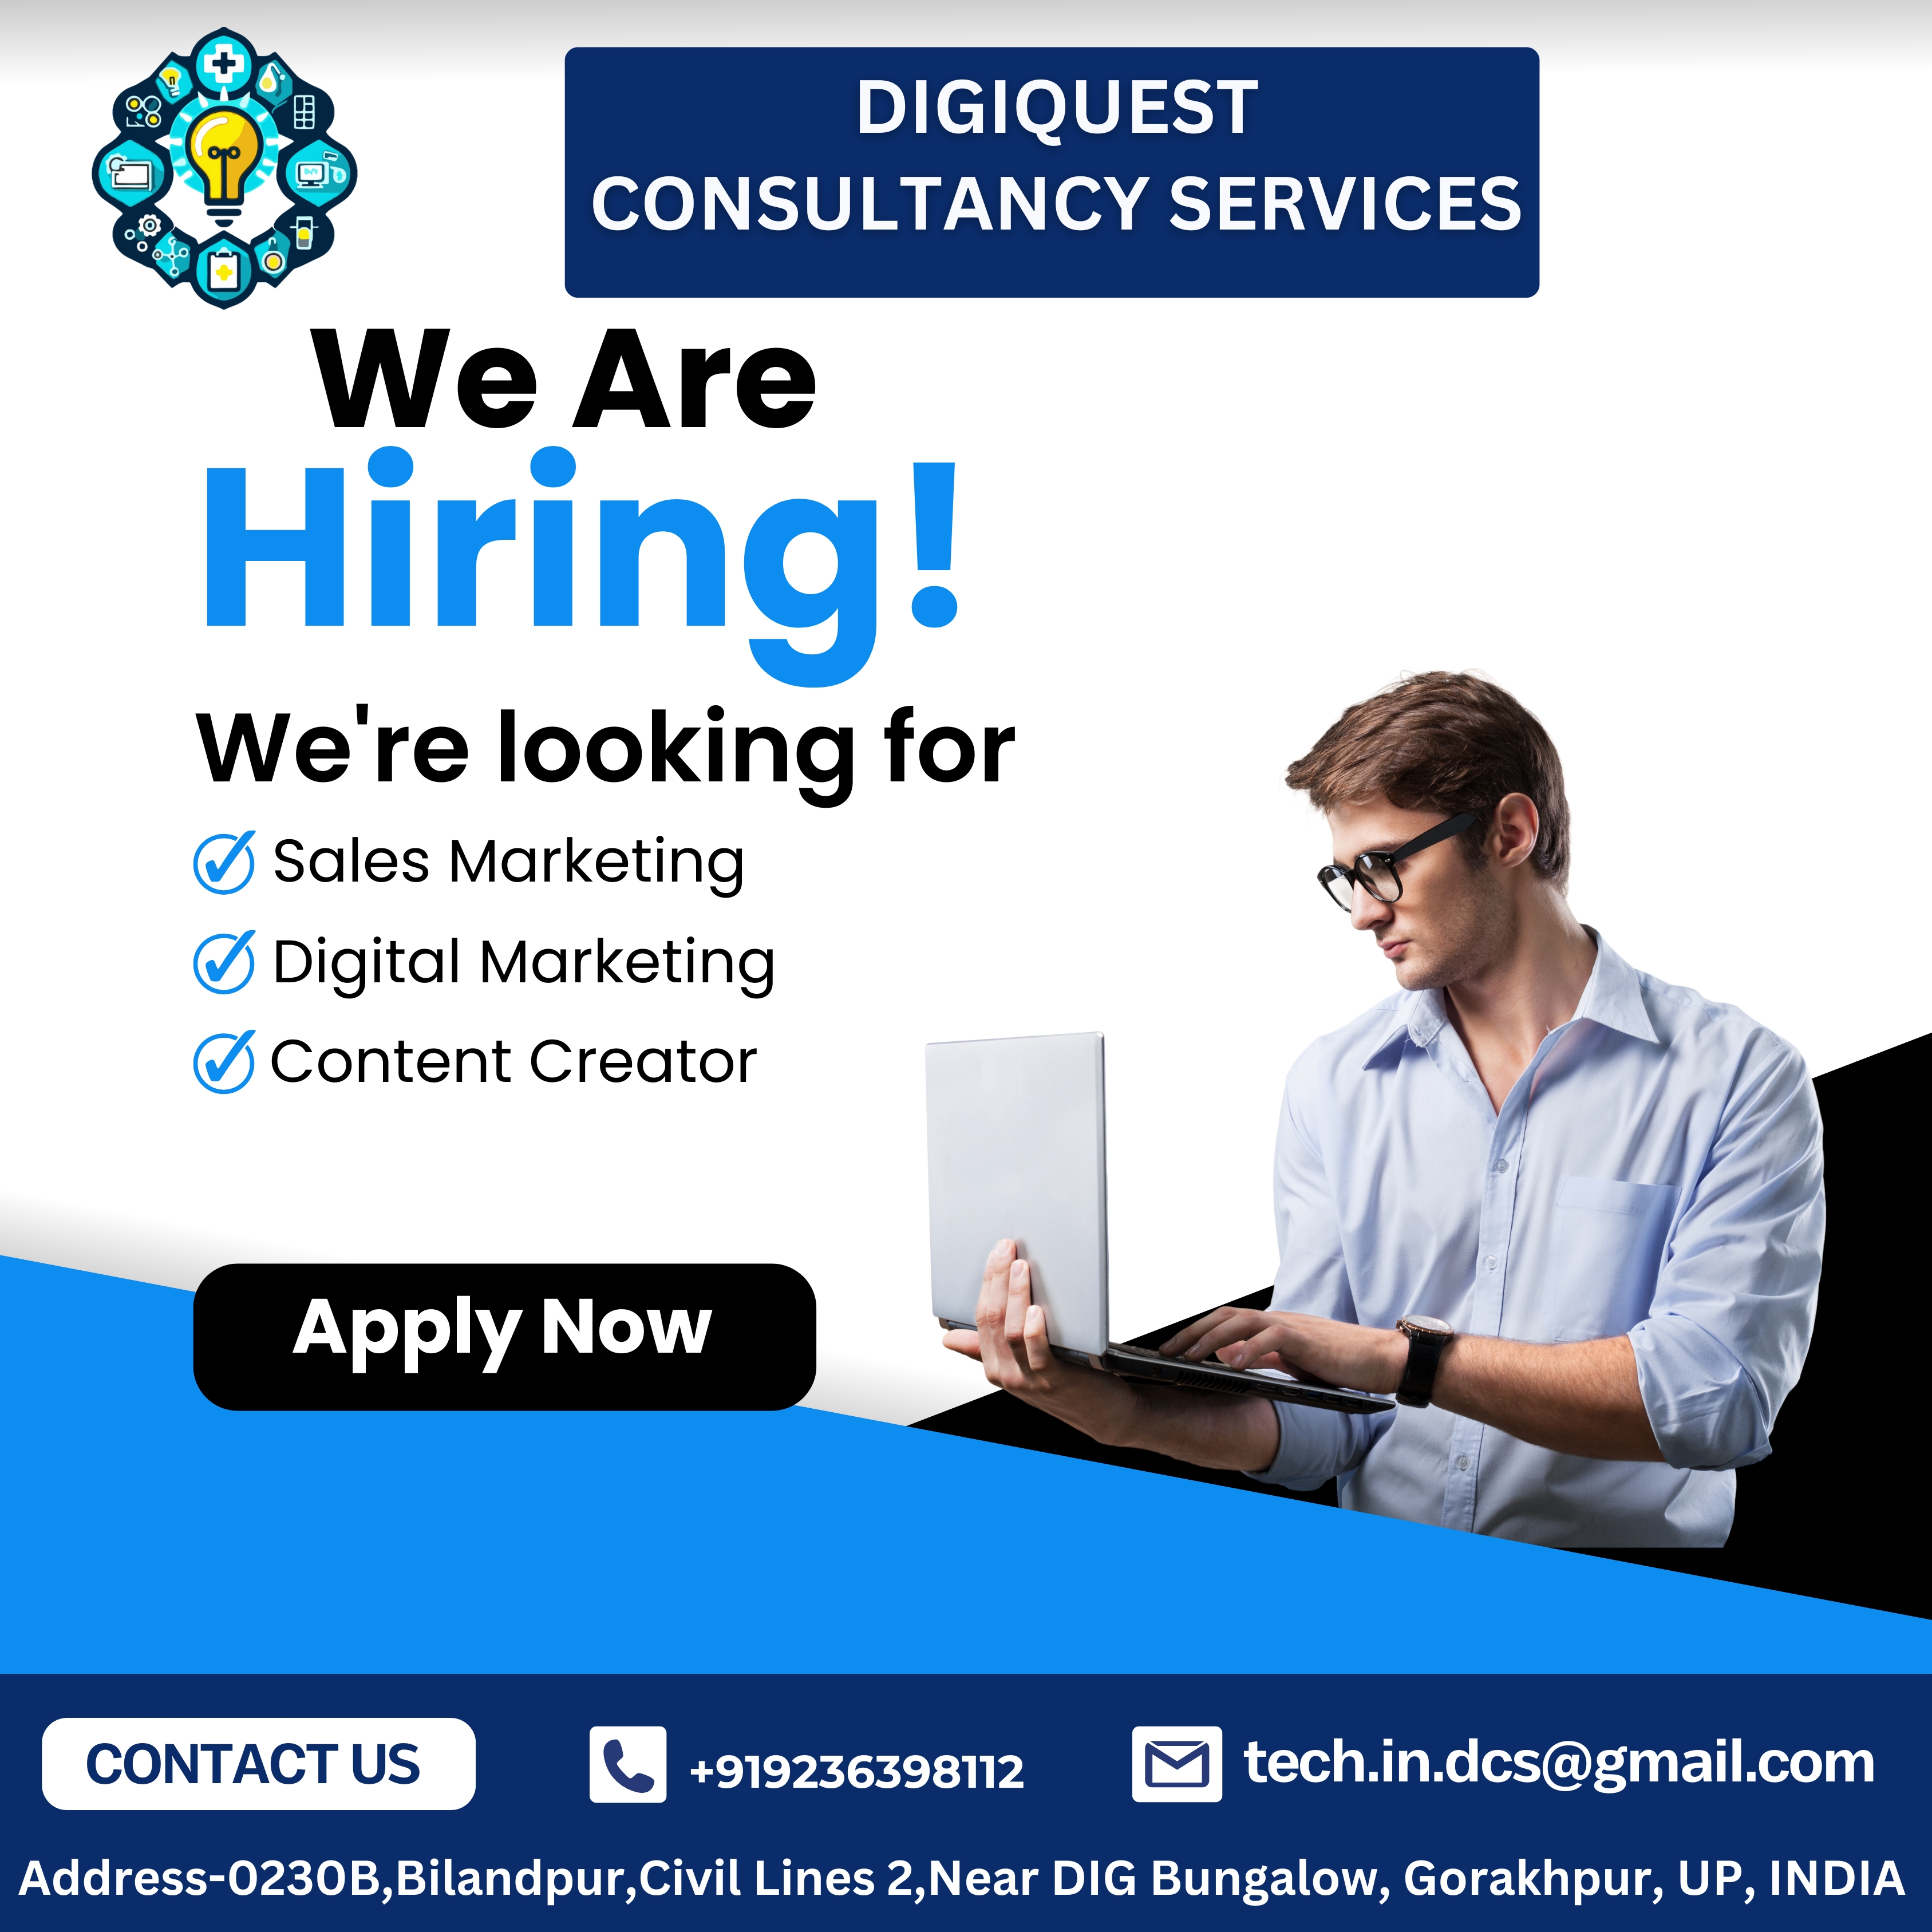 DIGIQUEST
CONSULTANCY SERVICES
We Are
Hiring!
We're looking for
Sales Marketing
Digital Marketing
Content Creator
Apply Now
CONTACT US
+919236398112
tech.in.dcs@gmail.com
Address-0230B,Bilandpur,Civil Lines 2,Near DIG Bungalow, Gorakhpur, UP, INDIA